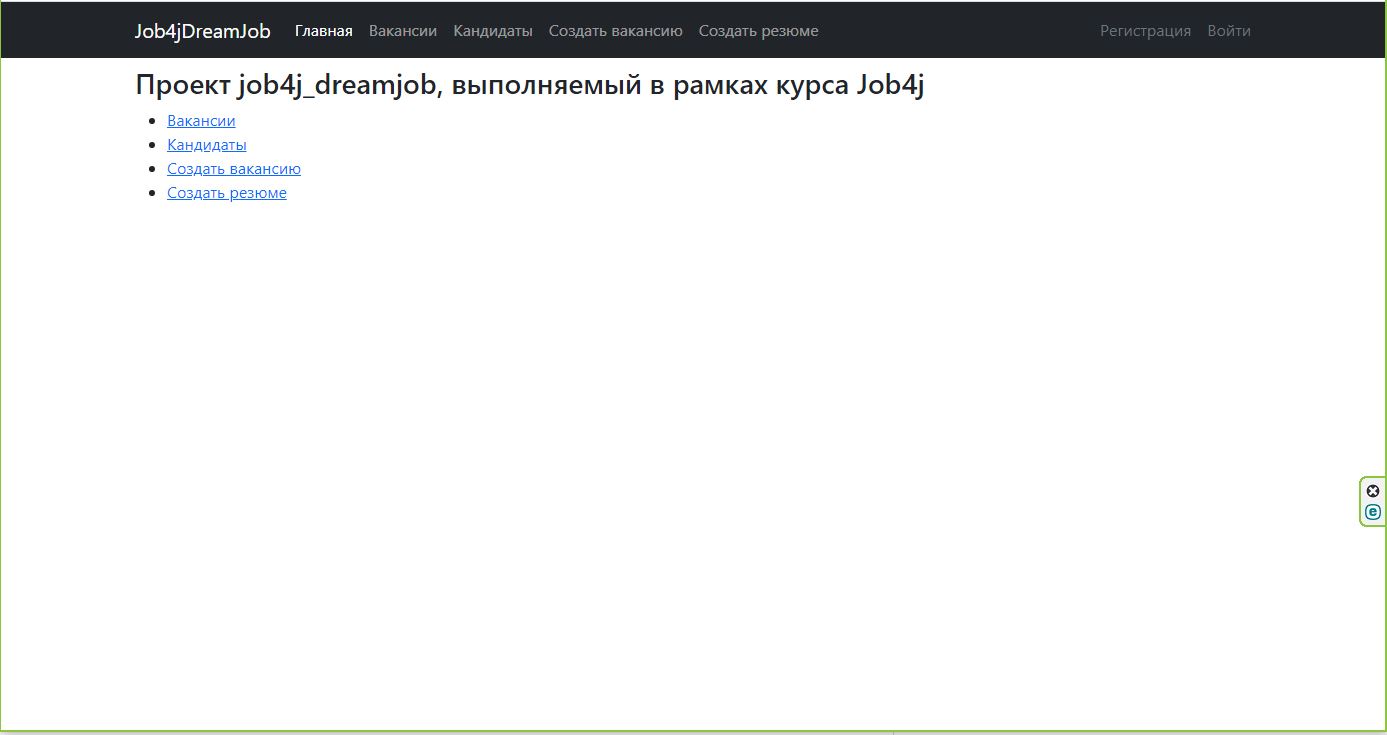 Job4jDreamJob Главная Вакансии Кандидаты Создать вакансию Создать резюме Регистрация Войти
Проект job4j_dreamjob, выполняемый в рамках курса Job4j
Вакансии
Кандидаты
Создать вакансию
Создать резюме
e